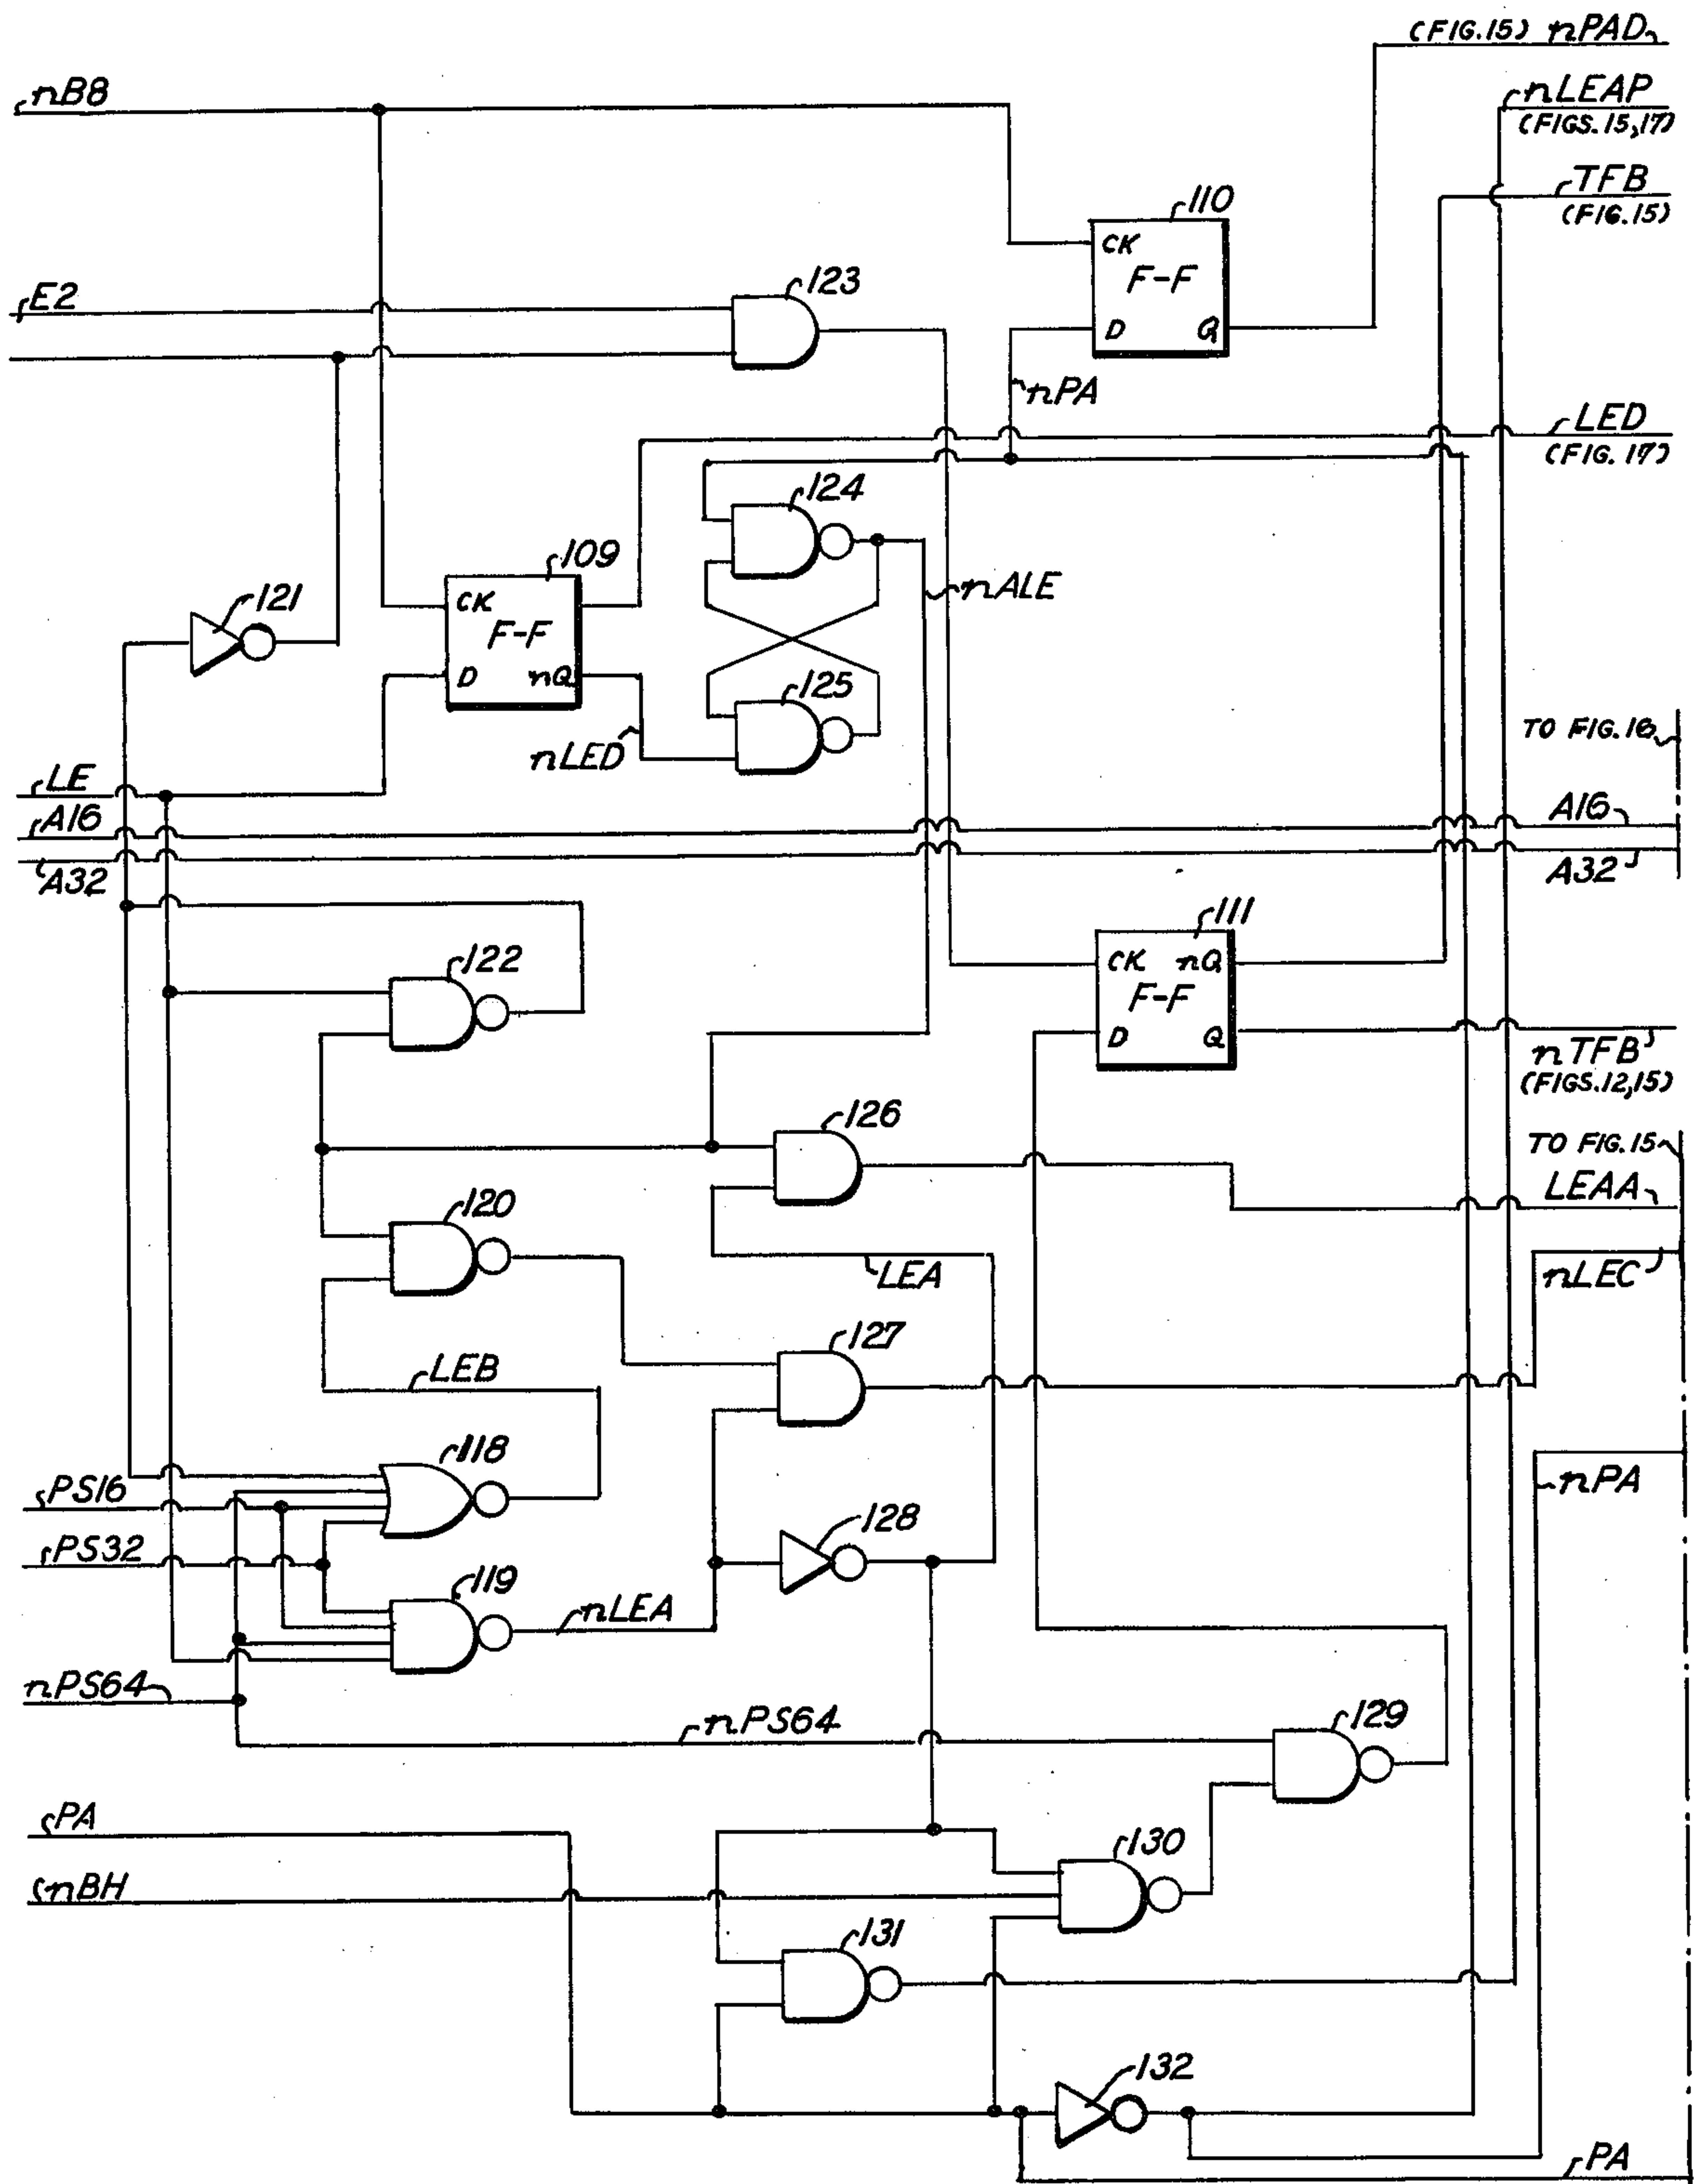 (FIG.15) nPAD
nB8
nLEAP
(FIGS.15,17)
TFB
(FIG.15)
110
CK
F-F
D
Q
E2
123
nPA
LED
(FIG.17)
124
109
CK
F-F
D
nQ
nALE
121
125
nLED
TO FIG.16
LE
A16
A16
A32
A32
111
CK
nQ
F-F
D
Q
122
nTFB
(FIGS.12,15)
126
TO FIG.15
LEAA
120
LEA
nLEC
127
LEB
118
PS16
nPA
128
PS32
119
nLEA
nPS64
nPS64
129
PA
130
nBH
131
132
PA